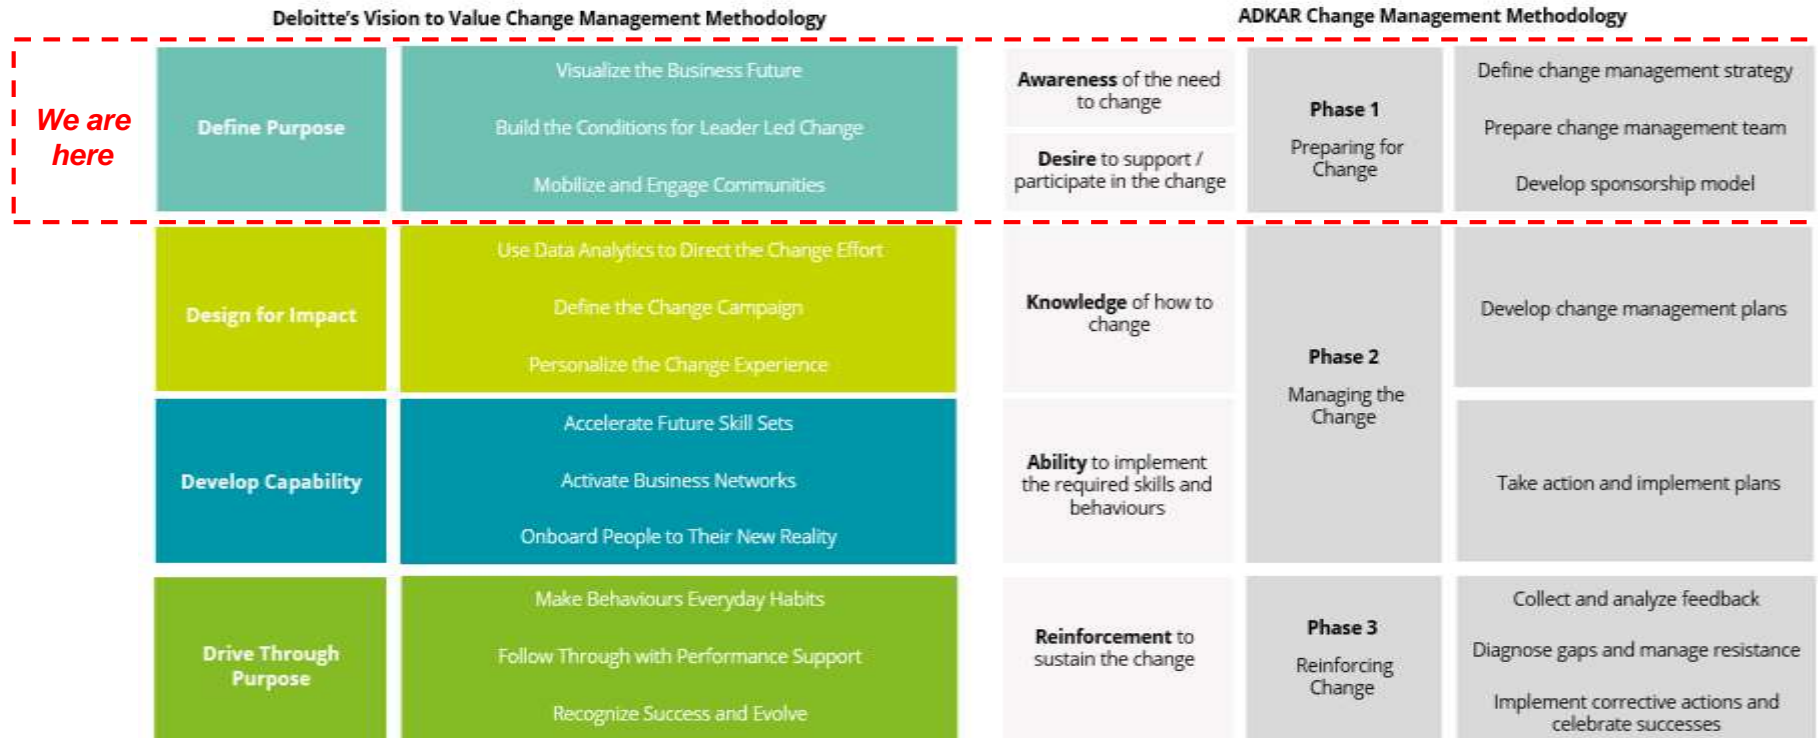 Deloitte's Vision to Value Change Management Methodology
ADKAR Change Management Methodology
We are
here
Define Purpose
Visualize the Business Future
Build the Conditions for Leader Led Change
Mobilize and Engage Communities
Awareness of the need
to change
Desire to support /
participate in the change
Phase 1
Preparing for
Change
Define change management strategy
Prepare change management team
Develop sponsorship model
Design for Impact
Use Data Analytics to Direct the Change Effort
Define the Change Campaign
Personalize the Change Experience
Knowledge of how to
change
Phase 2
Managing the
Change
Develop change management plans
Develop Capability
Accelerate Future Skill Sets
Activate Business Networks
Onboard People to Their New Reality
Ability to implement
the required skills and
behaviours
Take action and implement plans
Drive Through
Purpose
Make Behaviours Everyday Habits
Follow Through with Performance Support
Recognize Success and Evolve
Reinforcement to
sustain the change
Phase 3
Reinforcing
Change
Collect and analyze feedback
Diagnose gaps and manage resistance
Implement corrective actions and
celebrate successes